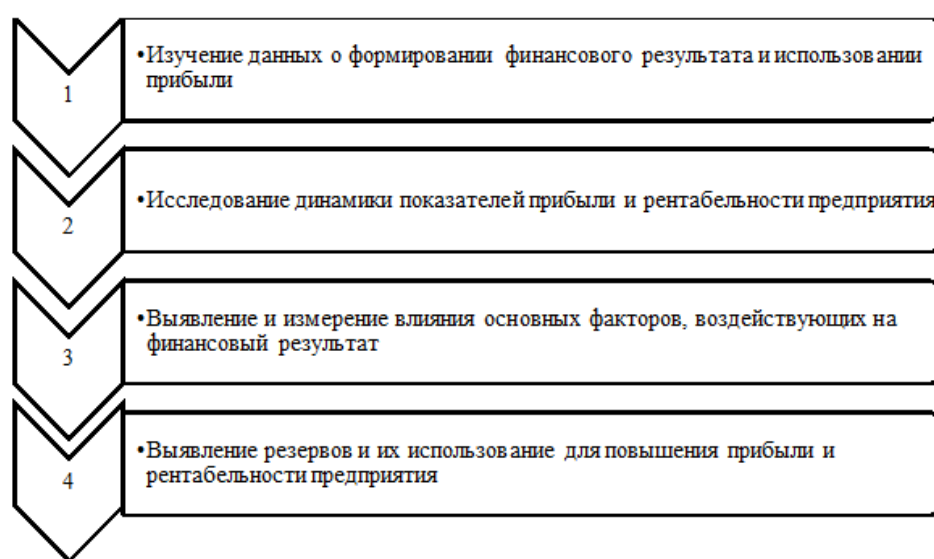 1
•Изучение данных о формировании финансового результата и использовании
прибыли
2
•Исследование динамики показателей прибыли и рентабельности предприятия
3
•Выявление и измерение влияния основных факторов, воздействующих на
финансовый результат
4
•Выявление резервов и их использование для повышения прибыли и
рентабельности предприятия